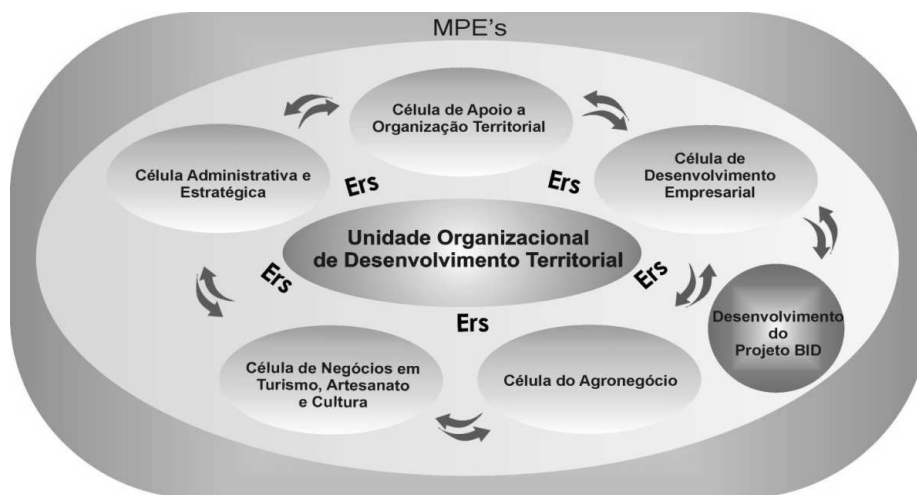 MPE's
Célula de Apoio a
Organização Territorial
Célula Administrativa e
Estratégica
Célula de
Desenvolvimento
Empresarial
Ers
Ers
Unidade Organizacional
de Desenvolvimento Territorial
Ers
Ers
Ers
Desenvolvimento
do
Projeto BID
Célula de Negócios em
Turismo, Artesanato
e Cultura
Célula do Agronegócio